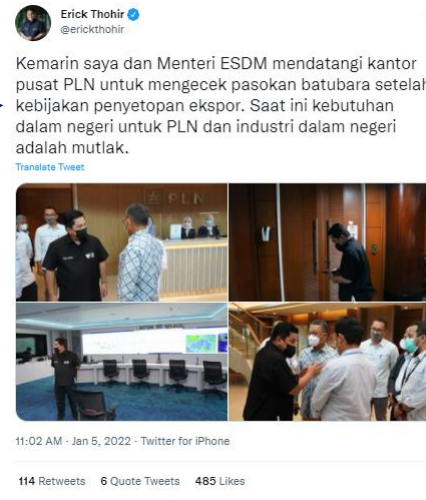 Erick Thohir
@erickthohir
Kemarin saya dan Menteri ESDM mendatangi kantor
pusat PLN untuk mengecek pasokan batubara setelah
kebijakan penyetopan ekspor. Saat ini kebutuhan
dalam negeri untuk PLN dan industri dalam negeri
adalah mutlak.
Translate Tweet
PLN
11:02 AM · Jan 5, 2022 · Twitter for iPhone
114 Retweets 6 Quote Tweets 485 Likes